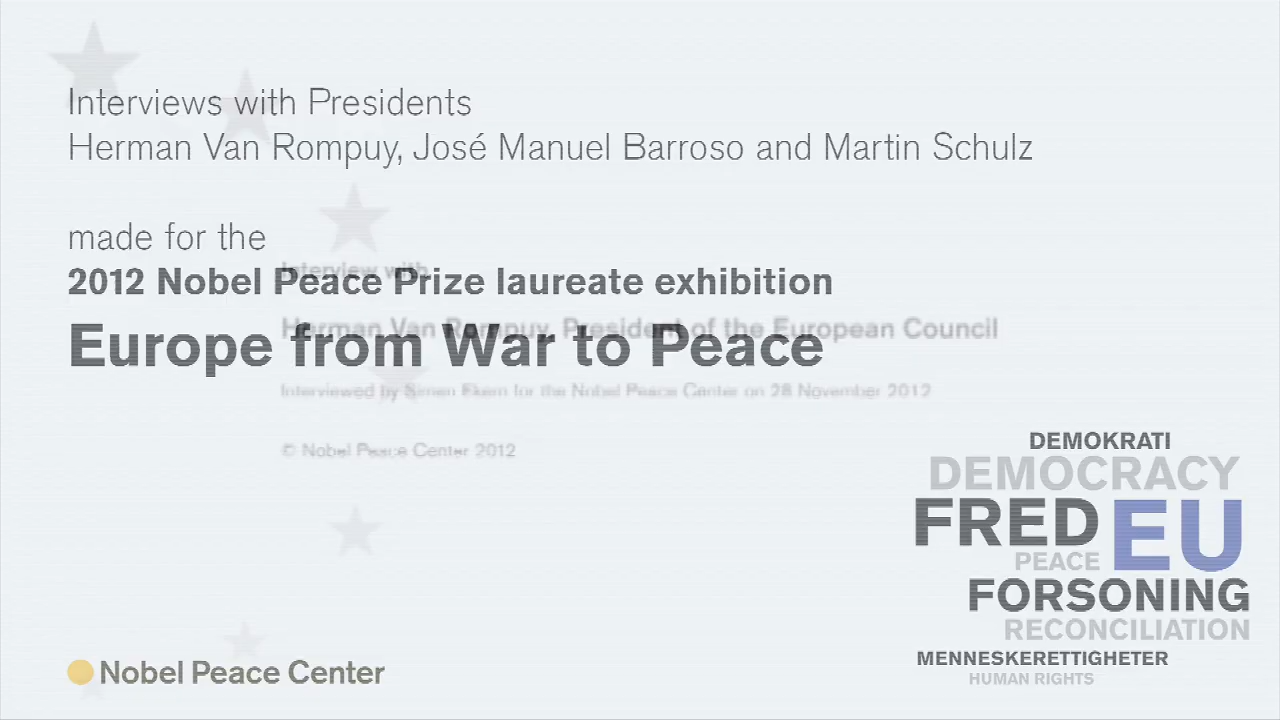 Interviews with Presidents
Herman Van Rompuy, José Manuel Barroso and Martin Schulz
made for the
2012 Nobel Peace Prize laureate exhibition
Europe from War to Peace
Interview with
Herman Van Rompuy, President of the European Council
Interviewed by Simen Ekern for the Nobel Peace Center on 28 November 2012
© Nobel Peace Center 2012
DEMOKRATI
DEMOCRACY
FRED EU
PEACE
FORSONING
RECONCILIATION
MENNESKERETTIGHETER
HUMAN RIGHTS
Nobel Peace Center